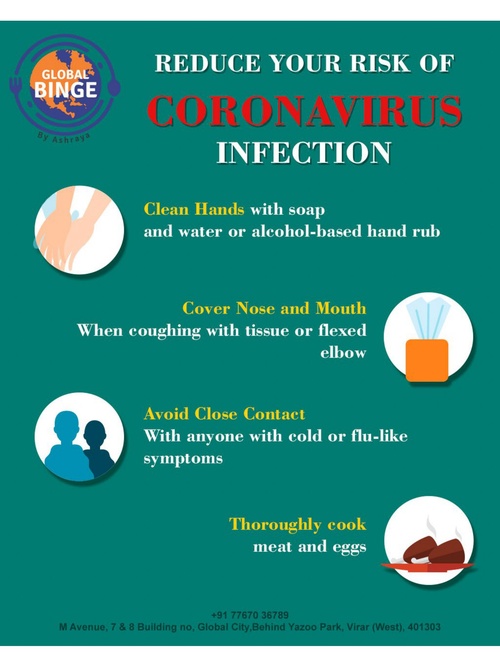 GLOBAL
BINGE
By Ashraya
REDUCE YOUR RISK OF
CORONAVIRUS
INFECTION
Clean Hands with soap
and water or alcohol-based hand rub
Cover Nose and Mouth
When coughing with tissue or flexed
elbow
Avoid Close Contact
With anyone with cold or flu-like
symptoms
Thoroughly cook
meat and eggs
+91 77670 36789
M Avenue, 7 & 8 Building no, Global City,Behind Yazoo Park, Virar (West), 401303